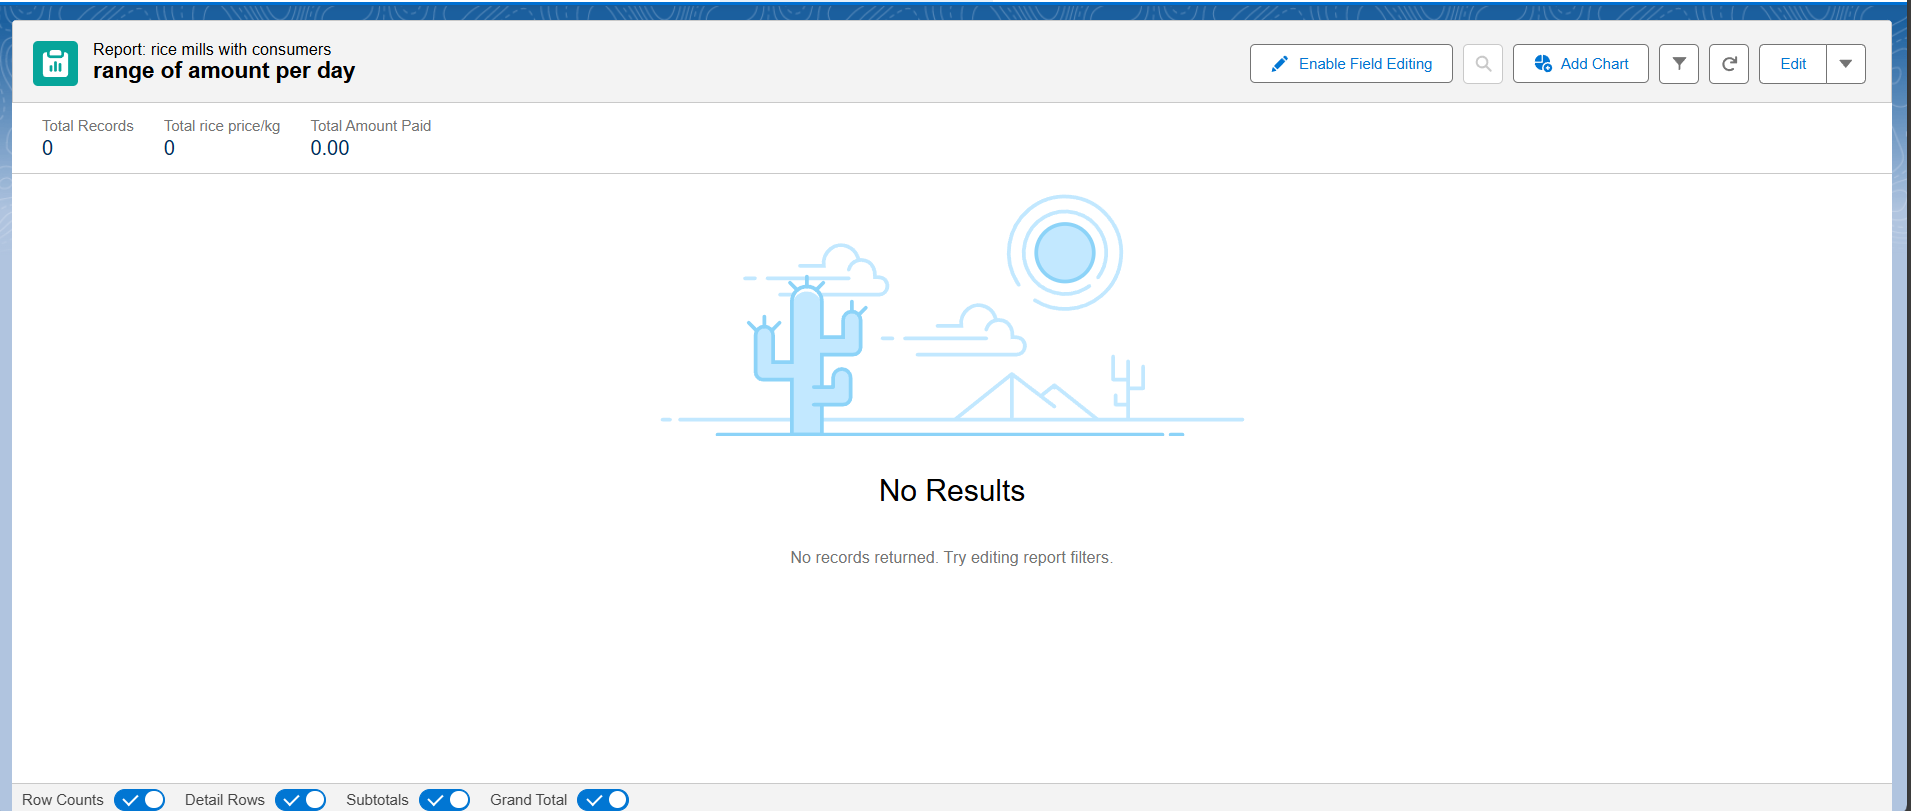 Report: rice mills with consumers
range of amount per day
Enable Field Editing
Add Chart
Edit
Total Records
0
Total rice price/kg
0
Total Amount Paid
0.00
No Results
No records returned. Try editing report filters.
Row Counts
Detail Rows
Subtotals
Grand Total